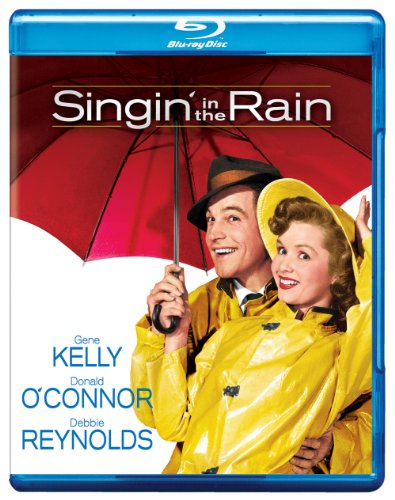 Blu-ray Disc
Singin' in the Rain
Gene
KELLY
Donald
O'CONNOR
Debbie
REYNOLDS